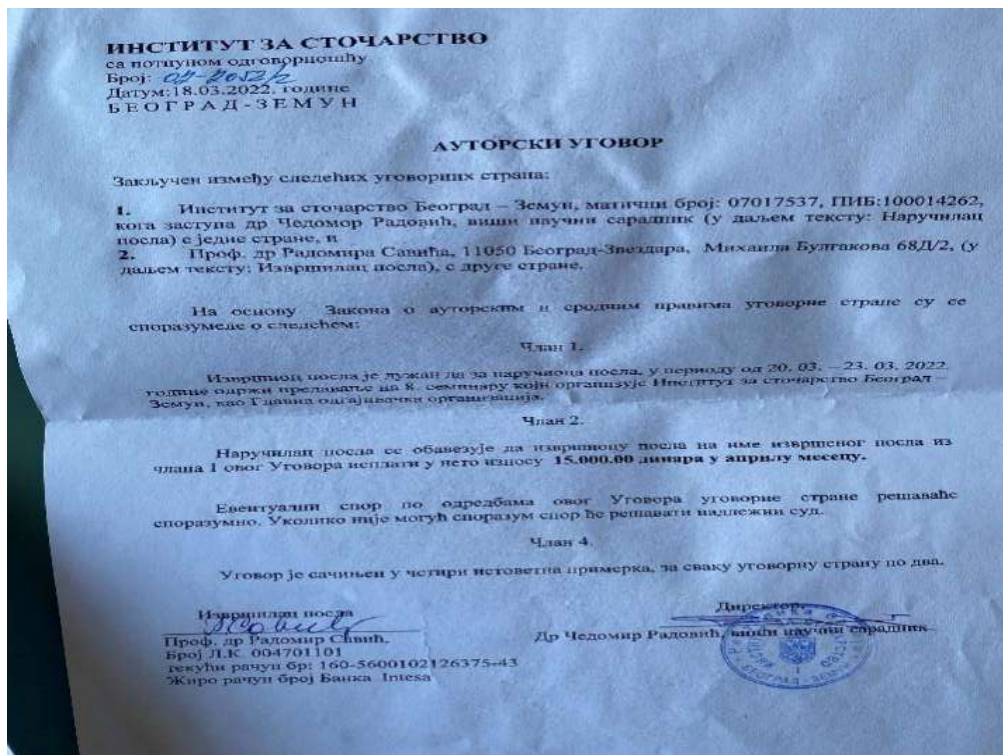 ИНСТИТУТ ЗА СТОЧАРСТВО
са потпуном одговорношћу
Број: 02-2053/2
Датум:18.03.2022. године
БЕОГРАД-ЗЕМУН
АУТОРСКИ УГОВОР
Закључен између следећих уговорних страна:
1. Институт за сточарство Београд – Земун, матични број: 07017537, ПИБ:100014262,
кога заступа др Чедомор Радовић, виши научни сарадник (у даљем тексту: Наручилац
посла) с једне стране, и
2. Проф. др Радомира Савића, 11050 Београд-Звездара, Михаила Булгакова 68Д/2, (у
даљем тексту: Извршилац посла), с друге стране.
На основу Закона о ауторским и сродним правима уговорне стране су се
споразумеле о следећем:
Члан 1.
Извршиоц посла је дужан да за наручиоца посла, у периоду од 20. 03. – 23. 03. 2022.
године одржи предавање на 8. семинару који организује Институт за сточарство Београд –
Земун, као Главна одгајивачка организација.
Члан 2.
Наручилац посла се обавезује да извршиоцу посла на име извршеног посла из
члана 1 овог Уговора исплати у нето износу 15.000.00 динара у априлу месецу.
Евентуални спор по одредбама овог Уговора уговорне стране решаваће
споразумно. Уколико није могућ споразум спор ће решавати надлежни суд.
Члан 4.
Уговор је сачињен у четири истоветна примерка, за сваку уговорну страну по два.
Извршилац посла
Директор,
Проф. др Радомир Савић,
Др Чедомир Радовић, виши научни сарадник
Број Л.К. 004701101
текући рачун бр: 160-5600102126375-43
Жиро рачун број Банка Intesa